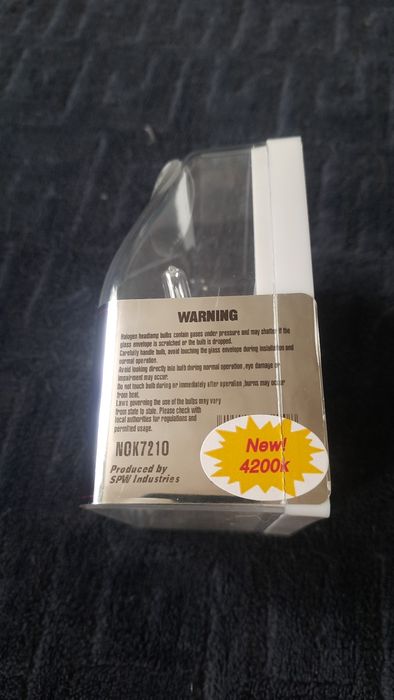 WARNING
Halogen headlamp bulbs contain gases under pressure and may shatter if the
glass envelope is scratched or the bulb is dropped.
Carefully handle bulb, avoid touching the glass envelope during installation and
normal operation.
Avoid looking directly into bulb during normal operation ,eye damage or
impairment may occur.
Do not touch bulb during or immediately after operation ,burns may occur
from heat.
Laws governing the use of the bulbs may vary
from state to state. Please check with
local authorities for regulations and
permitted usage.
NOK7210
New!
4200k
Produced by
SPW Industries